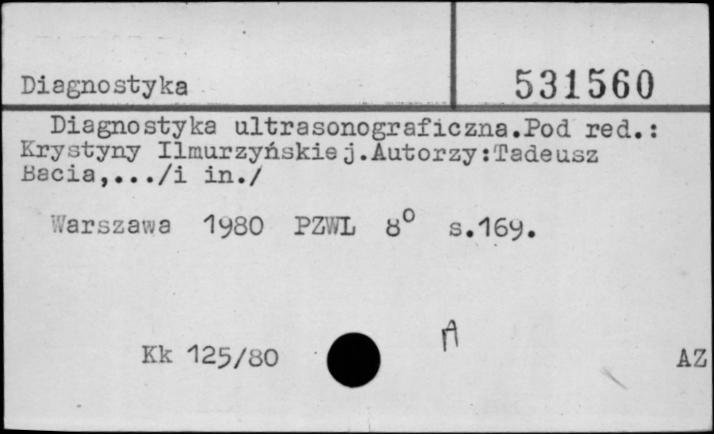 Diagnostyka
531560
Diagnostyka ultrasonograficzna.Pod red.:
Krystyny Ilmurzyńskiej.Autorzy:Tadeusz
Bacia,.../i in./
Warszawa 1980 PZWL 8° s.169.
Kk 125/80
A
AZ